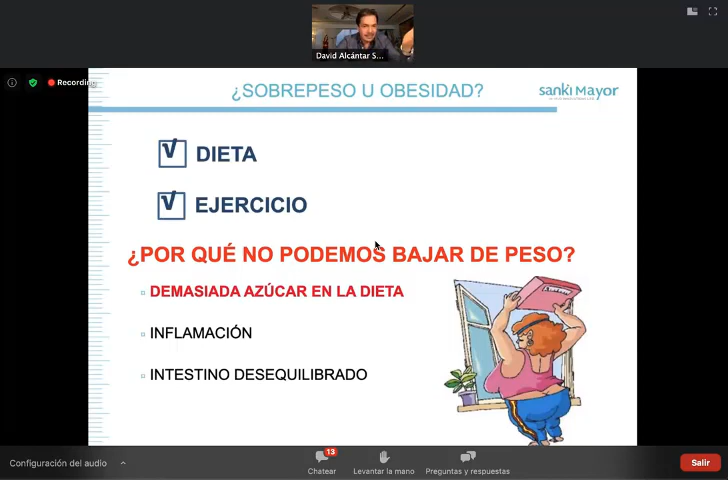 David Alcántar S...
Recording
¿SOBREPESO U OBESIDAD?
sanki Mayor
DIETA
EJERCICIO
¿POR QUÉ NO PODEMOS BAJAR DE PESO?
DEMASIADA AZÚCAR EN LA DIETA
INFLAMACIÓN
INTESTINO DESEQUILIBRADO
Configuración del audio
13
Chatear
Levantar la mano
Preguntas y respuestas
Salir